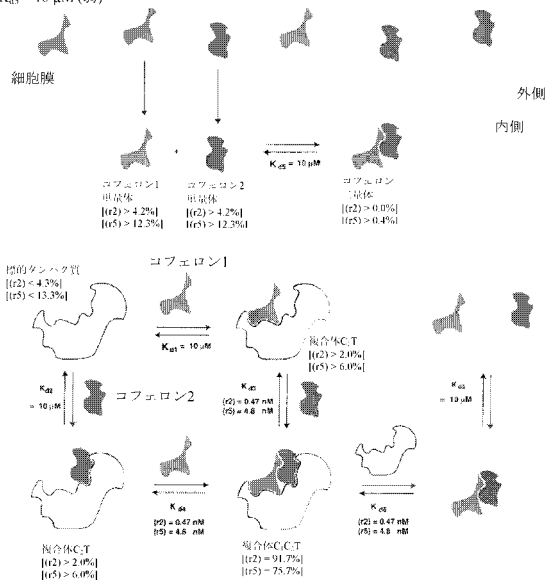 細胞膜
外側
内側
+
Kd5 = 10 μM
コフェロン1
単量体
[(r2) > 4.2%]
[(r5) > 12.3%]
コフェロン2
単量体
[(r2) > 4.2%]
[(r5) > 12.3%]
コフェロン
二量体
[(r2) > 0.0%]
[(r5) > 0.4%]
標的タンパク質
[(r2) < 4.3%]
[(r5) < 13.3%]
コフェロン1
Kd1 = 10 μM
複合体C1T
[(r2) > 2.0%]
[(r5) > 6.0%]
Kd2
= 10 μM
コフェロン2
Kd3
(r2) = 0.47 nM
(r5) = 4.8 nM
= 10 μM
Kd4
(r2) = 0.47 nM
(r5) = 4.8 nM
(r2) = 0.47 nM
(r5) = 4.8 nM
複合体C2T
[(r2) > 2.0%]
[(r5) > 6.0%]
複合体C1C2T
[(r2) = 91.7%]
[(r5) = 75.7%]